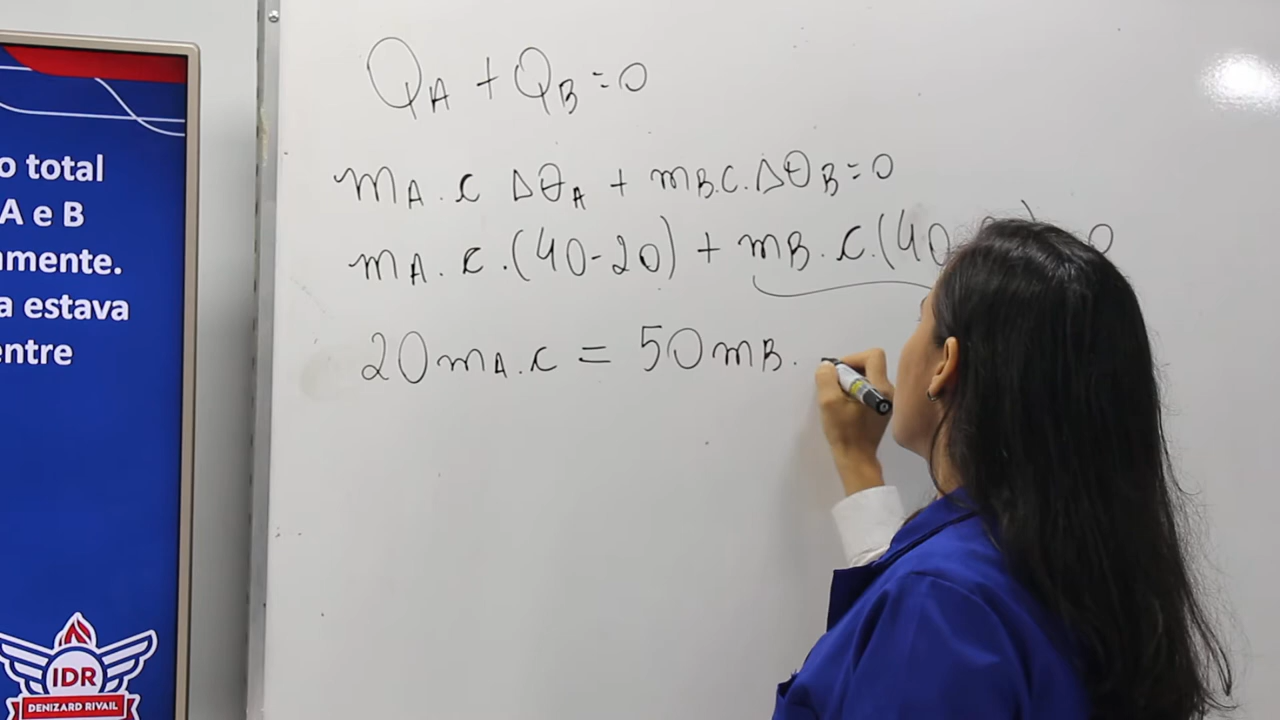 o total
A e B
amente.
a estava
entre
IDR
DENIZARD RIVAIL
QA + QB = 0
mA . c ΔθA + mB.c. ΔθB = 0
mA. c .(40-20) + mB . c.(40 0
20mA.c = 50mB.